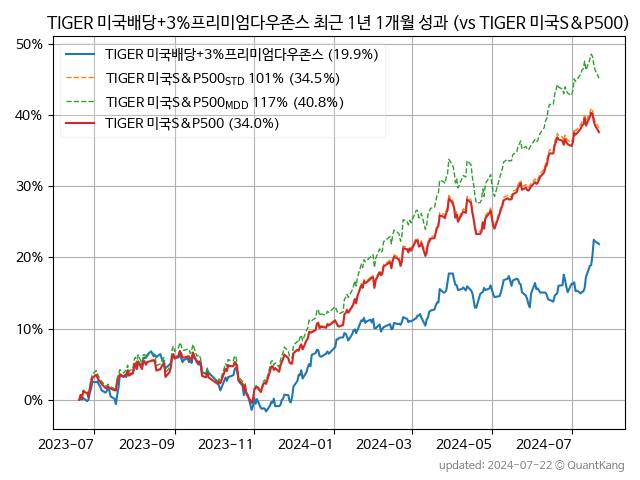 TIGER 미국배당+3%프리미엄다우존스 최근 1년 1개월 성과 (vs TIGER 미국S&P500)
50%
40%
30%
20%
10%
0%
TIGER 미국배당+3%프리미엄다우존스 (19.9%)
TIGER 미국S&P500STD 101% (34.5%)
TIGER 미국S&P500MDD 117% (40.8%)
TIGER 미국S&P500 (34.0%)
2023-07 2023-09 2023-11 2024-01 2024-03 2024-05 2024-07
updated: 2024-07-22 © QuantKang